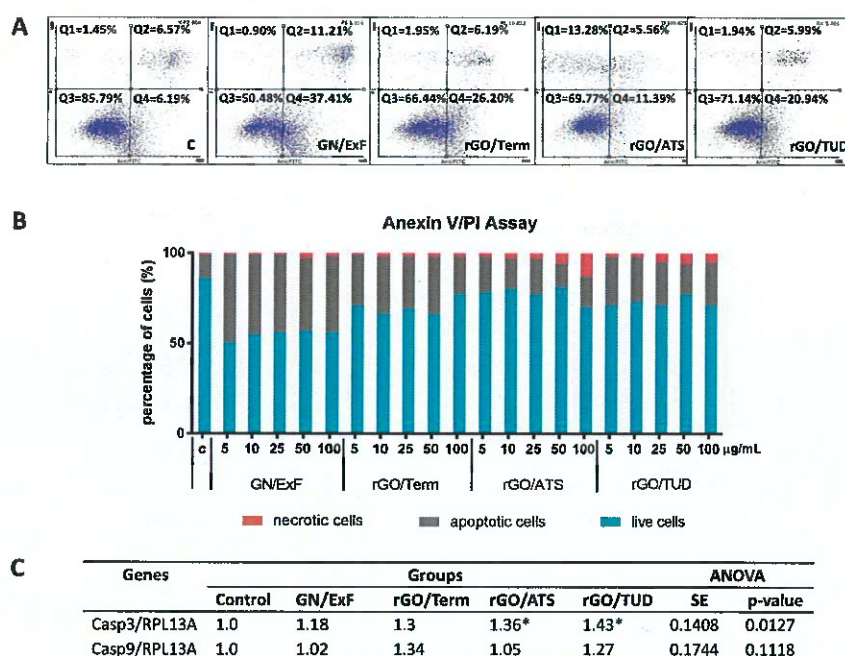 A
Q1=1.45% Q2=6.57%
Q3=85.79% Q4=6.19%
C
Q1=0.90% Q2=11.21%
Q3=50.48% Q4=37.41%
GN/ExF
Q1=1.95% Q2=6.19%
Q3=66.44% Q4=26.20%
rGO/Term
Q1=13.28% Q2=5.56%
Q3=69.77% Q4=11.39%
rGO/ATS
Q1=1.94% Q2=5.99%
Q3=71.14% Q4=20.94%
rGO/TUD
B
Anexin V/PI Assay
percentage of cells (%)
100
50
0
c 5 10 25 50 100 5 10 25 50 100 5 10 25 50 100 5 10 25 50 100 µg/mL
GN/ExF rGO/Term rGO/ATS rGO/TUD
necrotic cells apoptotic cells live cells
C
Genes Groups ANOVA
Control GN/ExF rGO/Term rGO/ATS rGO/TUD SE p-value
Casp3/RPL13A 1.0 1.18 1.3 1.36* 1.43* 0.1408 0.0127
Casp9/RPL13A 1.0 1.02 1.34 1.05 1.27 0.1744 0.1118